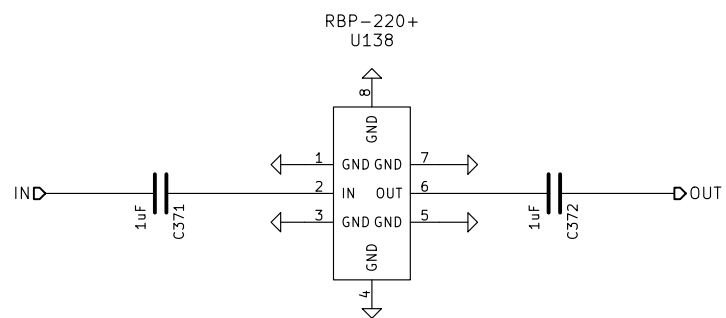 RBP-220+
U138
8
GND
1 GND GND 7
IN 1uF C371 2 IN OUT 6 1uF C372 OUT
3 GND GND 5
GND
4